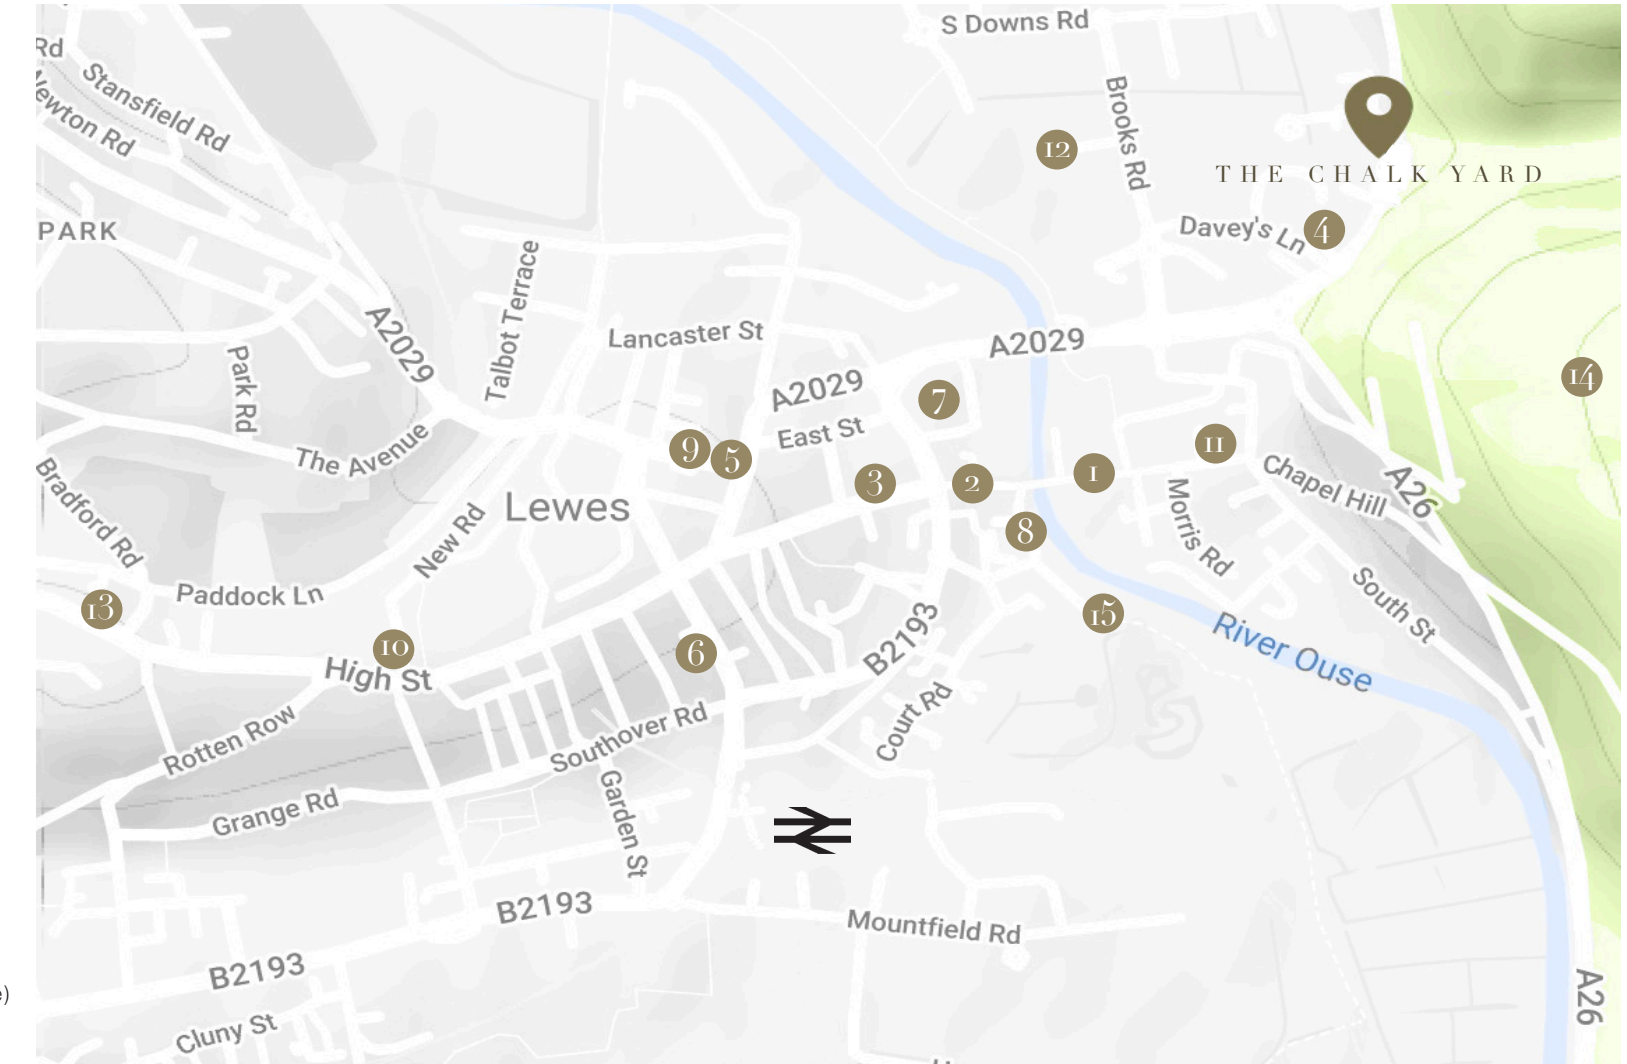 S Downs Rd
Rd
Stansfield Rd
Newton Rd
Brooks Rd
12
THE CHALK YARD
PARK
Davey's Ln
4
Talbot Terrace
A2029
Lancaster St
A2029
Park Rd
A2029
14
7
East St
The Avenue
9
5
11
3
2
1
Chapel Hill
A26
Bradford Rd
Lewes
New Rd
8
Morris Rd
Paddock Ln
13
15
South St
River Ouse
B2193
10
6
High St
Court Rd
Rotten Row
Southover Rd
Grange Rd
Garden St
B2193
Mountfield Rd
B2193
e)
A26
Cluny St